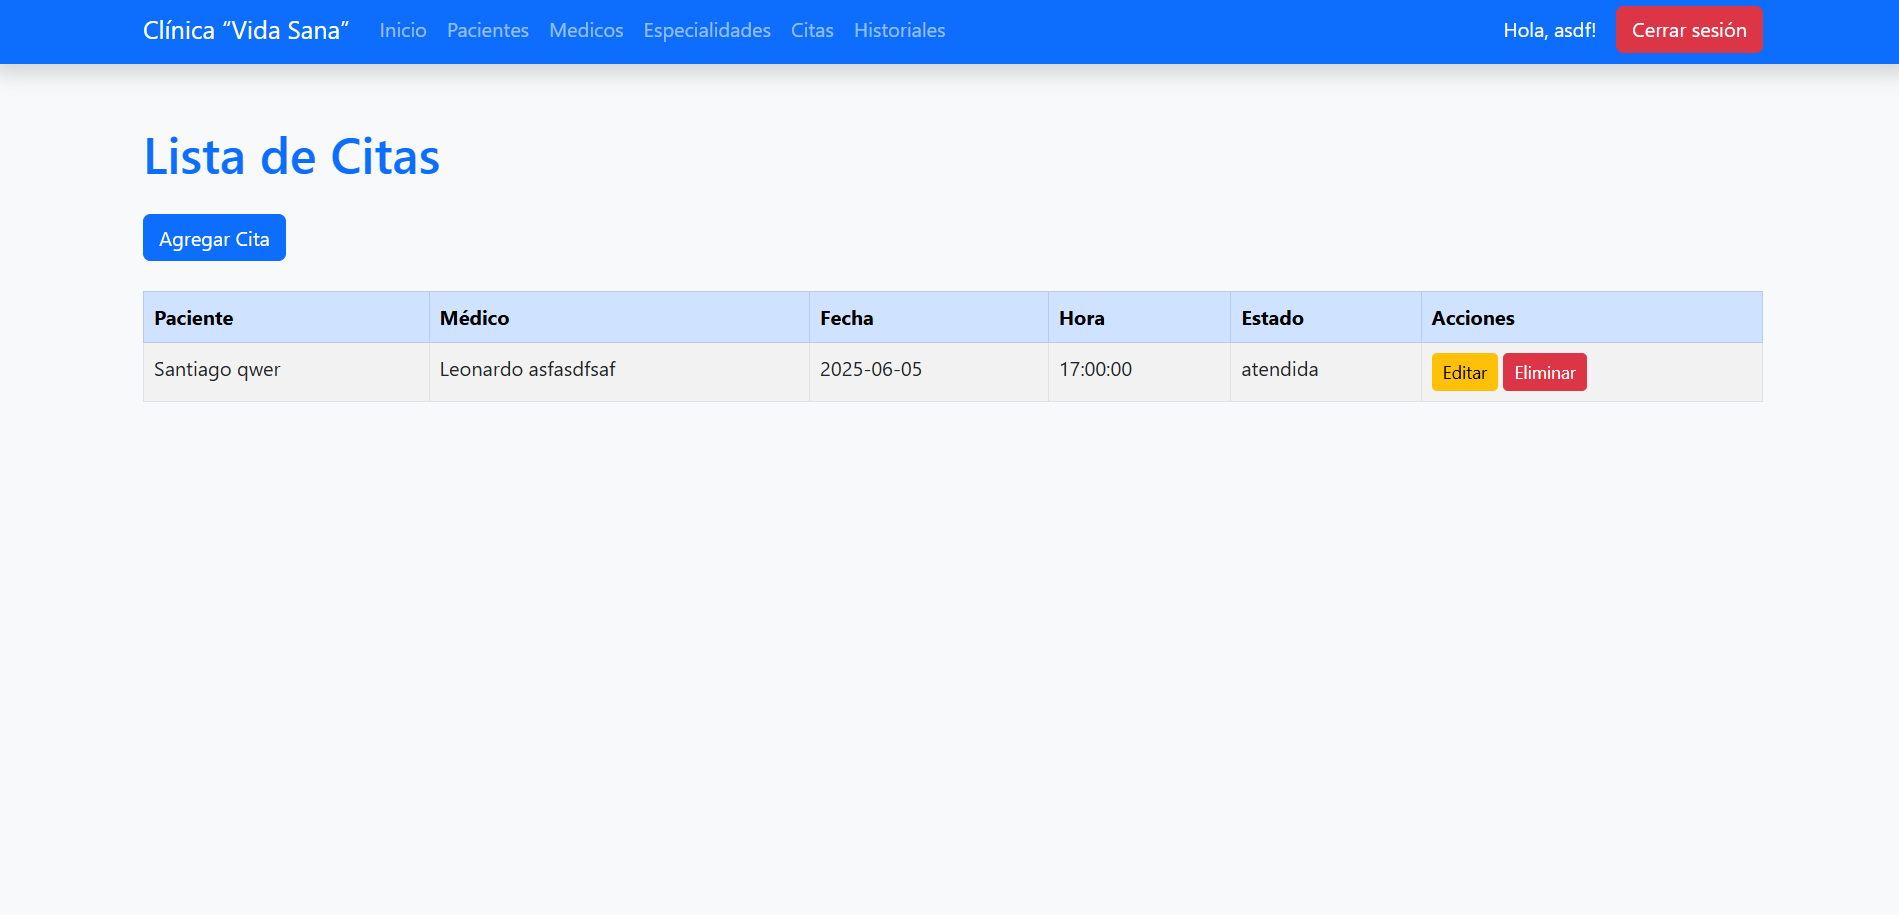 Clínica “Vida Sana” Inicio Pacientes Medicos Especialidades Citas Historiales Hola, asdf! Cerrar sesión
Lista de Citas
Agregar Cita
Paciente Médico Fecha Hora Estado Acciones
Santiago qwer Leonardo asfasdfsaf 2025-06-05 17:00:00 atendida Editar Eliminar